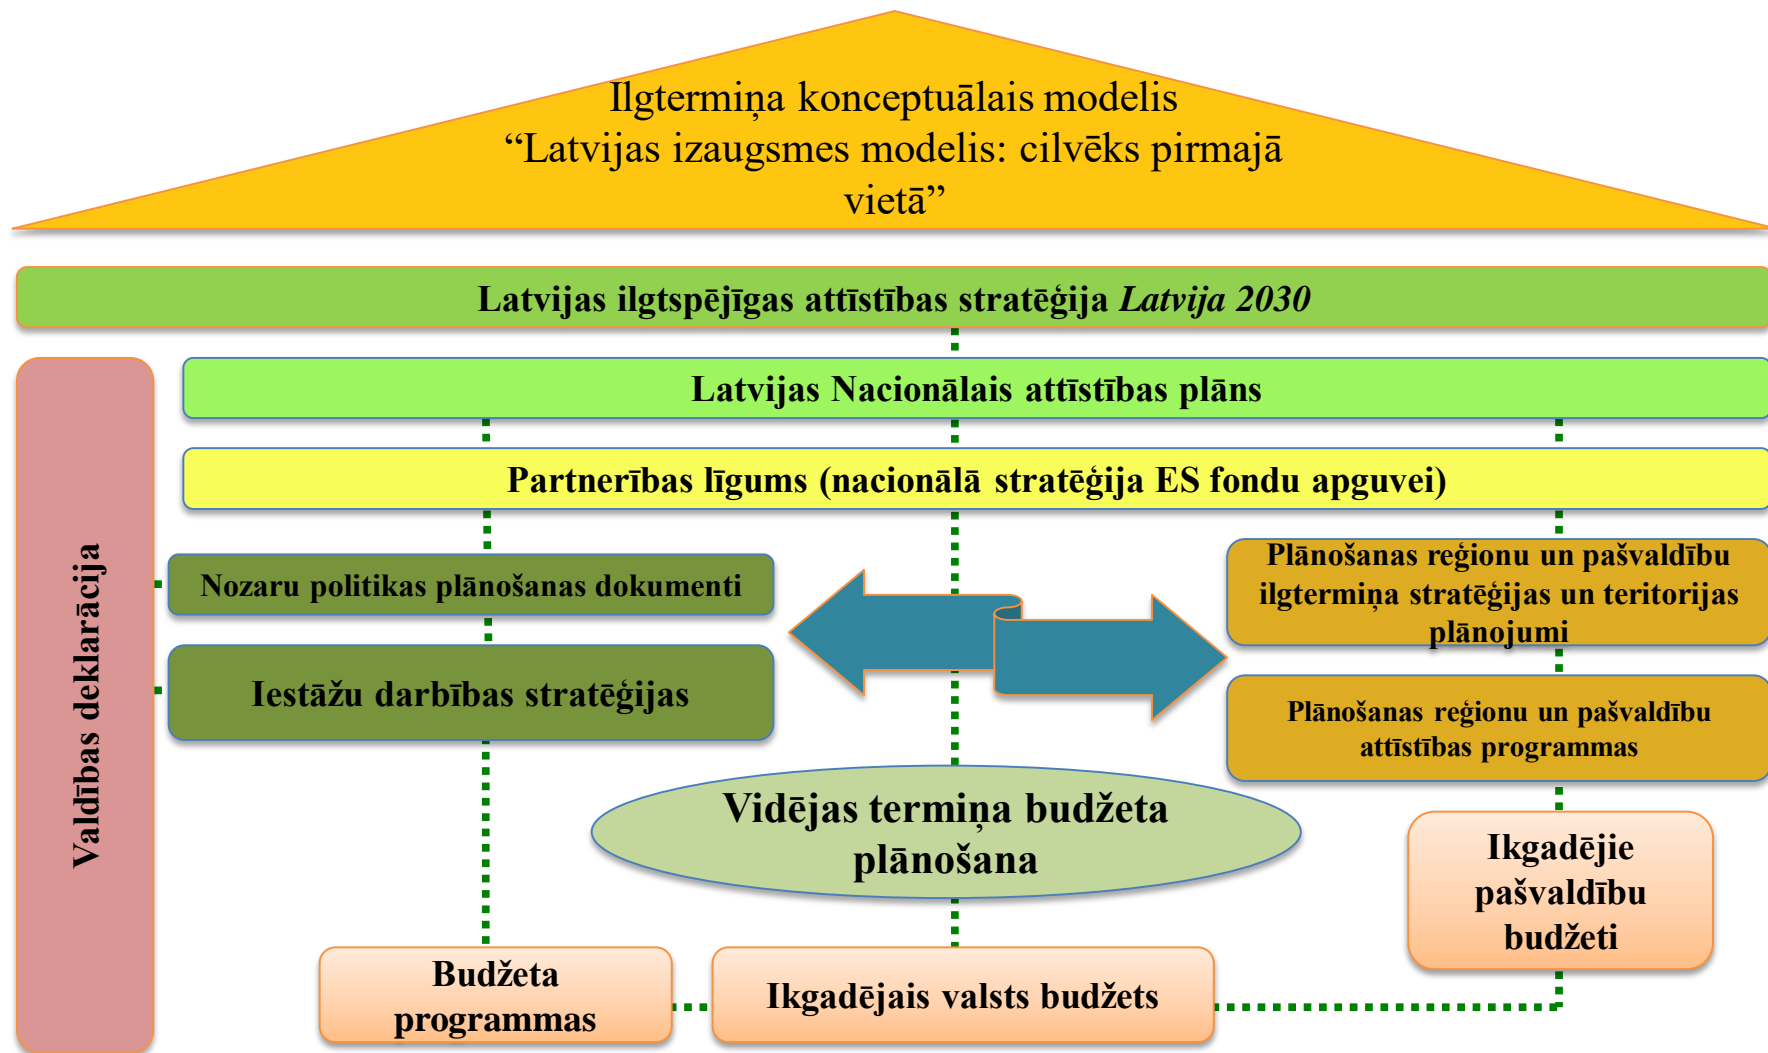 Ilgtermiņa konceptuālais modelis
“Latvijas izaugsmes modelis: cilvēks pirmajā
vietā”
Latvijas ilgtspējīgas attīstības stratēģija Latvija 2030
Latvijas Nacionālais attīstības plāns
Partnerības līgums (nacionālā stratēģija ES fondu apguvei)
Valdības deklarācija
Nozaru politikas plānošanas dokumenti
Iestāžu darbības stratēģijas
Plānošanas reģionu un pašvaldību
ilgtermiņa stratēģijas un teritorijas
plānojumi
Plānošanas reģionu un pašvaldību
attīstības programmas
Vidējas termiņa budžeta
plānošana
Ikgadējie
pašvaldību
budžeti
Budžeta
programmas
Ikgadējais valsts budžets